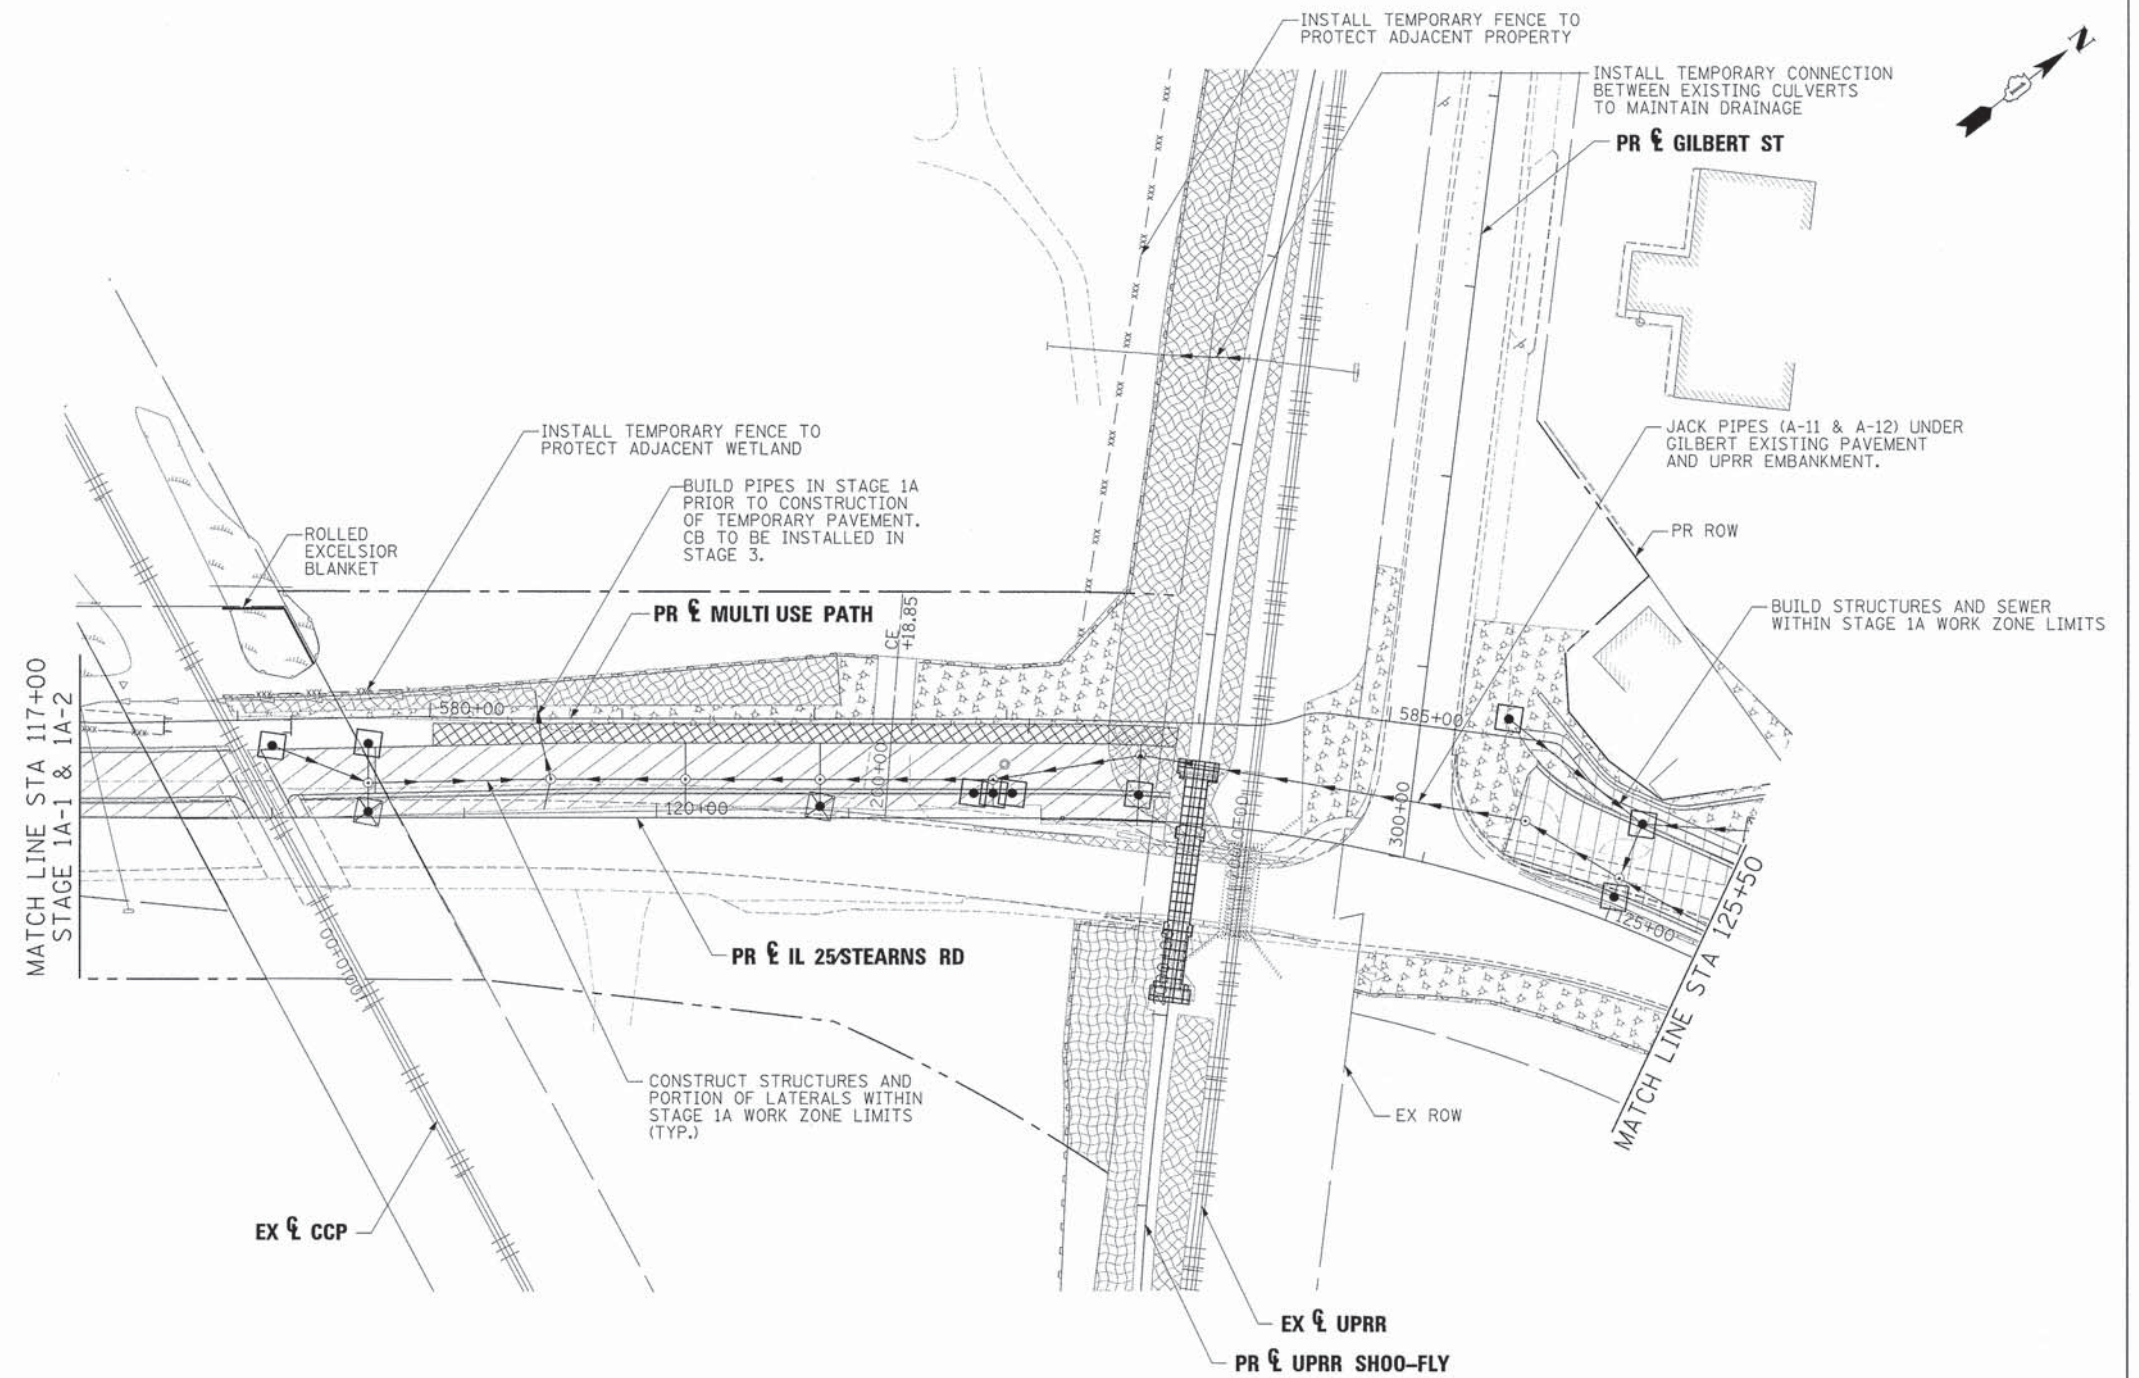 INSTALL TEMPORARY FENCE TO
PROTECT ADJACENT PROPERTY
N
INSTALL TEMPORARY CONNECTION
BETWEEN EXISTING CULVERTS
TO MAINTAIN DRAINAGE
PR ℄ GILBERT ST
INSTALL TEMPORARY FENCE TO
PROTECT ADJACENT WETLAND
JACK PIPES (A-11 & A-12) UNDER
GILBERT EXISTING PAVEMENT
AND UPRR EMBANKMENT.
BUILD PIPES IN STAGE 1A
PRIOR TO CONSTRUCTION
OF TEMPORARY PAVEMENT.
CB TO BE INSTALLED IN
STAGE 3.
ROLLED
EXCELSIOR
BLANKET
PR ROW
PR ℄ MULTI USE PATH
CE
+18.85
BUILD STRUCTURES AND SEWER
WITHIN STAGE 1A WORK ZONE LIMITS
MATCH LINE STA 117+00
STAGE 1A-1 & 1A-2
580+00
585+00
200+00
120+00
300+00
125+00
MATCH LINE STA 125+50
1001+00
PR ℄ IL 25/STEARNS RD
CONSTRUCT STRUCTURES AND
PORTION OF LATERALS WITHIN
STAGE 1A WORK ZONE LIMITS
(TYP.)
EX ROW
EX ℄ CCP
EX ℄ UPRR
PR ℄ UPRR SHOO-FLY